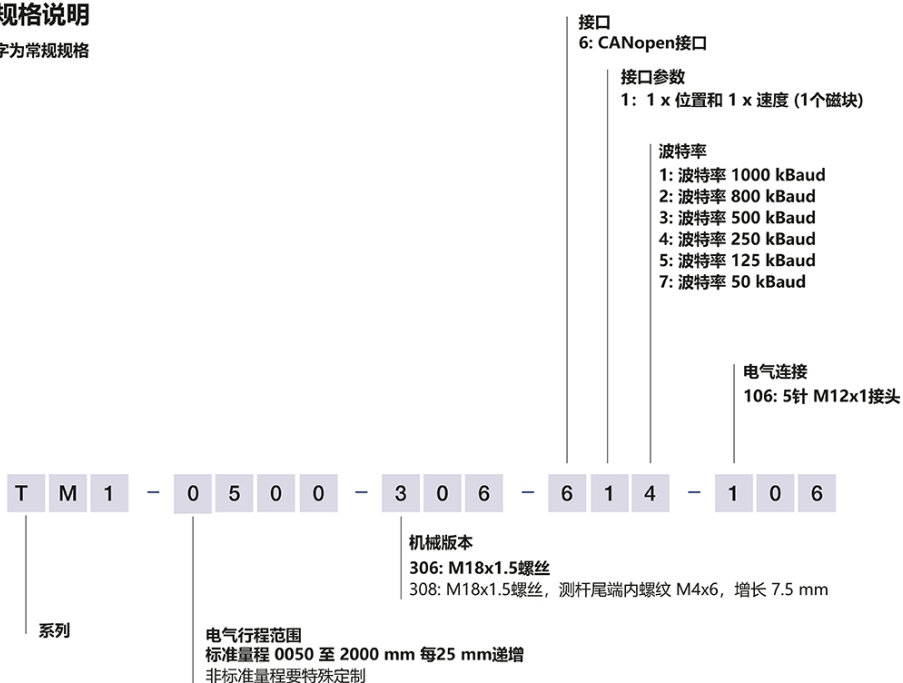 规格说明
字为常规规格
接口
6: CANopen接口
接口参数
1：1 x 位置和 1 x 速度 (1个磁块)
波特率
1: 波特率 1000 kBaud
2: 波特率 800 kBaud
3: 波特率 500 kBaud
4: 波特率 250 kBaud
5: 波特率 125 kBaud
7: 波特率 50 kBaud
电气连接
106: 5针 M12x1接头
T M 1 – 0 5 0 0 – 3 0 6 – 6 1 4 – 1 0 6
机械版本
306: M18x1.5螺丝
308: M18x1.5螺丝，测杆尾端内螺纹 M4x6，增长 7.5 mm
系列
电气行程范围
标准量程 0050 至 2000 mm 每25 mm递增
非标准量程要特殊定制